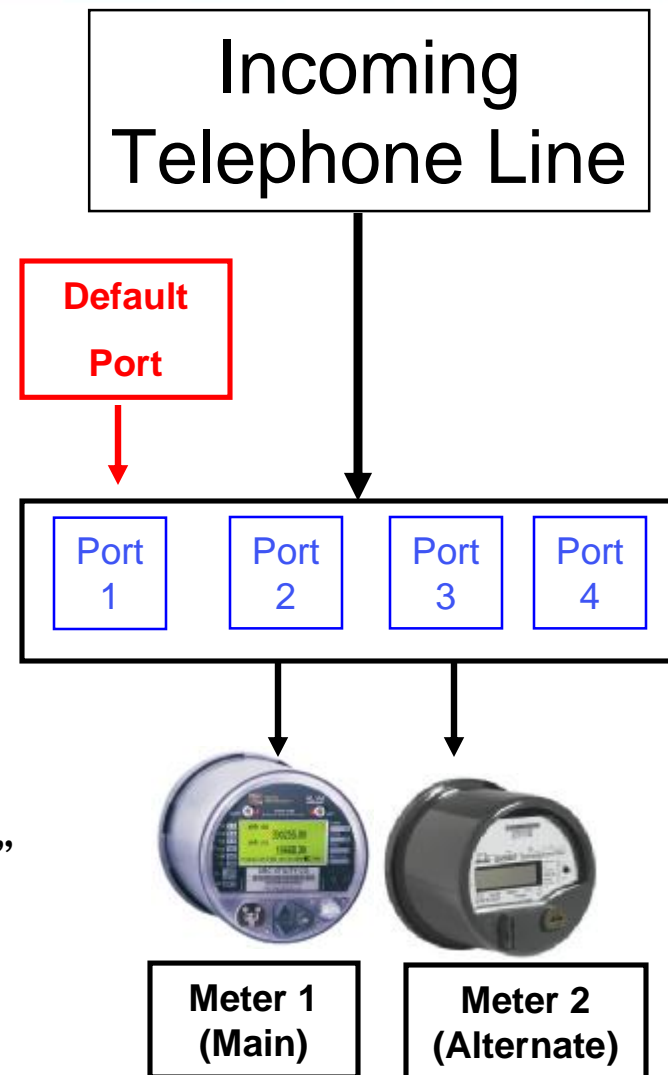 Incoming
Telephone Line
Default
Port
Port
1
Port
2
Port
3
Port
4
”
Meter 1
(Main)
Meter 2
(Alternate)